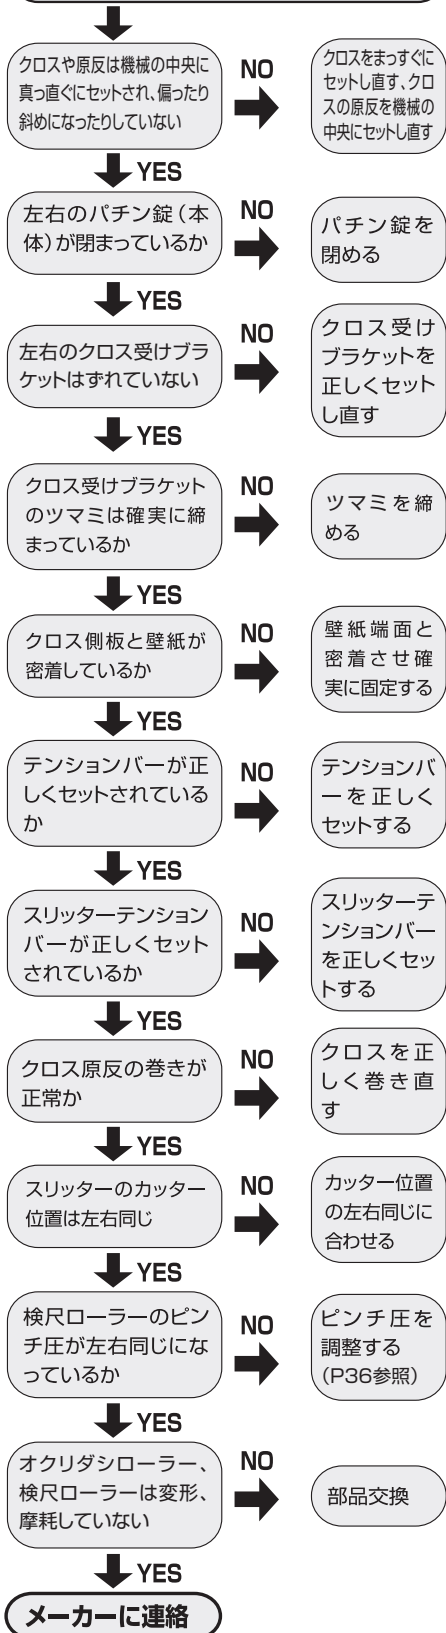 クロスや原反は機械の中央に
真っ直ぐにセットされ、偏ったり
斜めになったりしていない
NO
クロスをまっすぐに
セットし直す、クロ
スの原反を機械の
中央にセットし直す
YES
左右のパチン錠(本
体)が閉まっているか
NO
パチン錠を
閉める
YES
左右のクロス受けブラ
ケットはずれていない
NO
クロス受け
ブラケットを
正しくセット
し直す
YES
クロス受けブラケット
のツマミは確実に締
まっているか
NO
ツマミを締
める
YES
クロス側板と壁紙が
密着しているか
NO
壁紙端面と
密着させ確
実に固定する
YES
テンションバーが正
しくセットされている
か
NO
テンションバ
ーを正しく
セットする
YES
スリッターテンション
バーが正しくセット
されているか
NO
スリッターテ
ンションバー
を正しくセッ
トする
YES
クロス原反の巻きが
正常か
NO
クロスを正
しく巻き直
す
YES
スリッターのカッター
位置は左右同じ
NO
カッター位置
の左右同じに
合わせる
YES
検尺ローラーのピン
チ圧が左右同じにな
っているか
NO
ピンチ圧を
調整する
(P36参照)
YES
オクリダシローラー、
検尺ローラーは変形、
摩耗していない
NO
部品交換
YES
メーカーに連絡